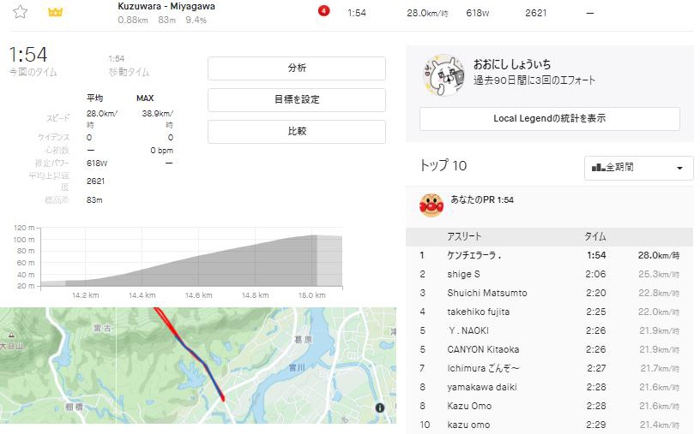 Kuzuwara - Miyagawa
0.88km 83m 9.4%
4
1:54
28.0km/時
618W
2621
—
1:54
今回のタイム
1:54
移動タイム
平均 MAX
スピード 28.0km/時 38.9km/時
ケイデンス 0 0
心拍数 — 0 bpm
推定パワー 618W —
平均上昇速度 2621
標高差 83m
分析
目標を設定
比較
120 m
100 m
80 m
60 m
40 m
20 m
14.2 km 14.4 km 14.6 km 14.8 km 18.0 km
大日山
宮古
棚橋
葛原
宮川
おおにし しょういち
過去90日間に3回のエフォート
Local Legendの統計を表示
トップ 10
全期間
あなたのPR 1:54
アスリート タイム
1 ケンチェラーラ . 1:54 28.0km/時
2 shige S 2:06 25.3km/時
3 Shuichi Matsumto 2:20 22.8km/時
4 takehiko fujita 2:25 22.0km/時
5 Y . NAOKI 2:26 21.9km/時
5 CANYON Kitaoka 2:26 21.9km/時
7 Ichimura ごんぞ〜 2:27 21.7km/時
8 yamakawa daiki 2:28 21.6km/時
8 Kazu Omo 2:28 21.6km/時
10 kazu omo 2:29 21.4km/時